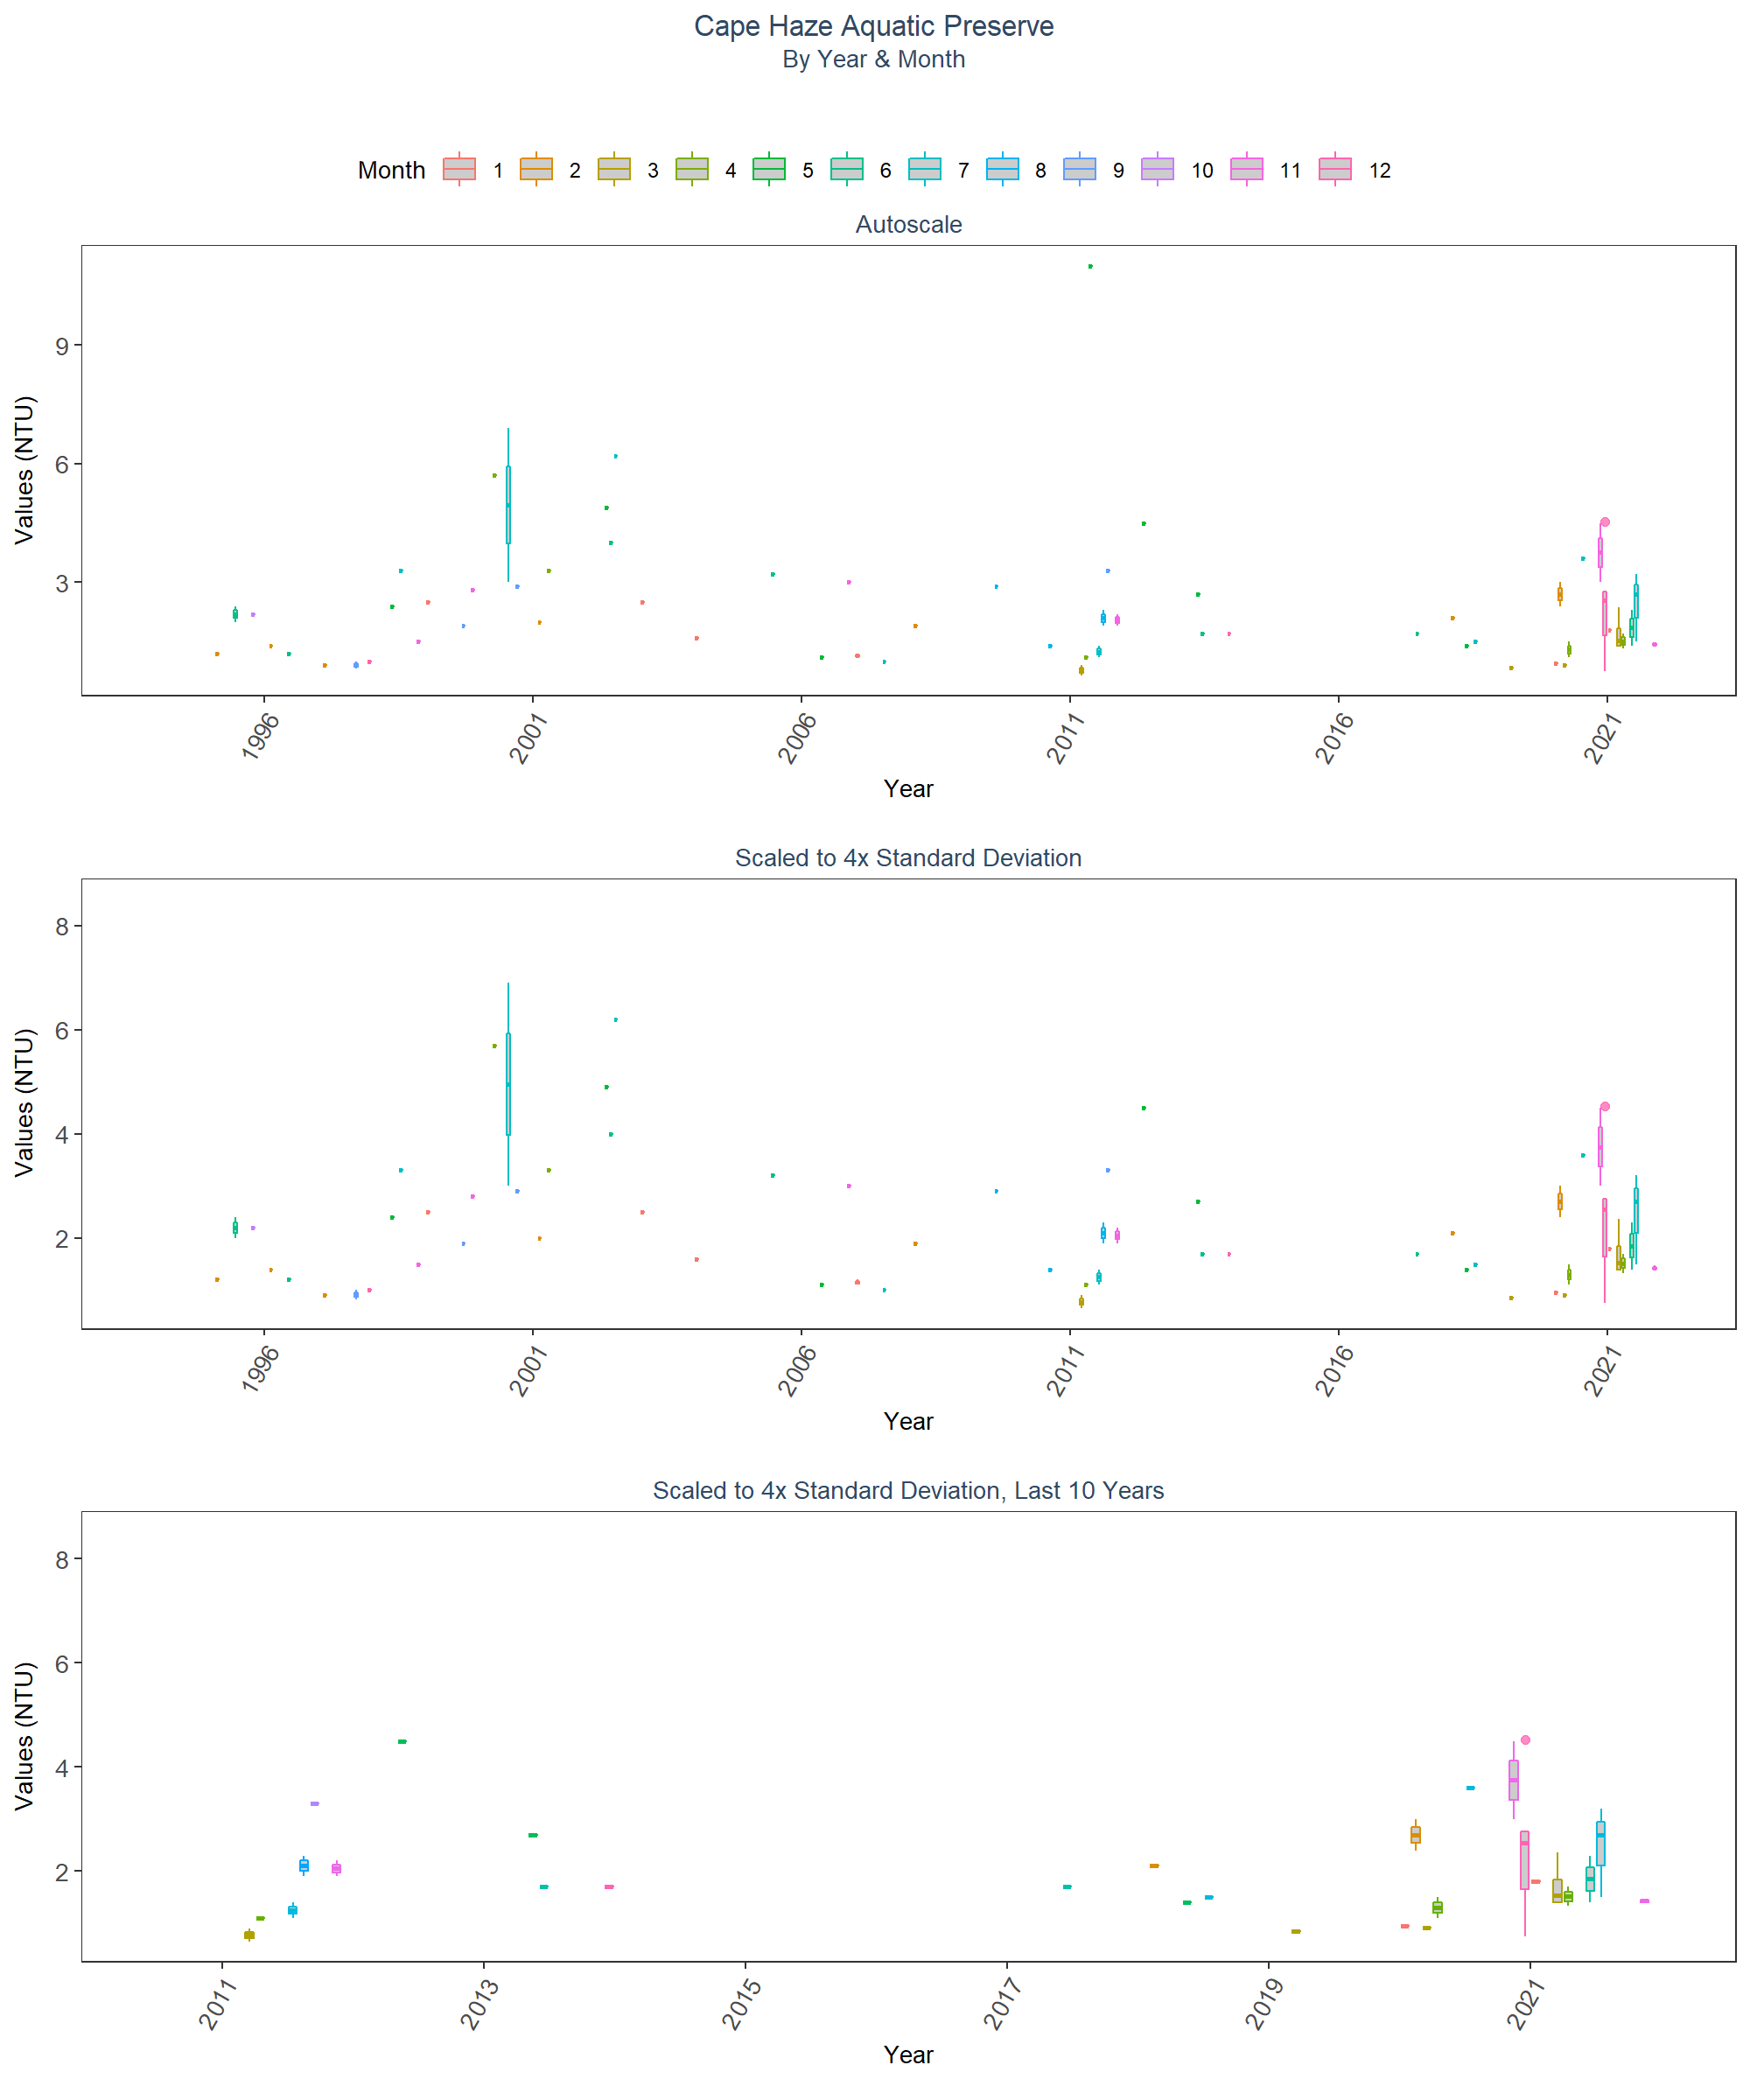 Cape Haze Aquatic Preserve
By Year & Month
Month 1 2 3 4 5 6 7 8 9 10 11 12
Autoscale
Values (NTU)
9
6
3
1996 2001 2006 2011 2016 2021
Year
Scaled to 4x Standard Deviation
Values (NTU)
8
6
4
2
1996 2001 2006 2011 2016 2021
Year
Scaled to 4x Standard Deviation, Last 10 Years
Values (NTU)
8
6
4
2
2011 2013 2015 2017 2019 2021
Year